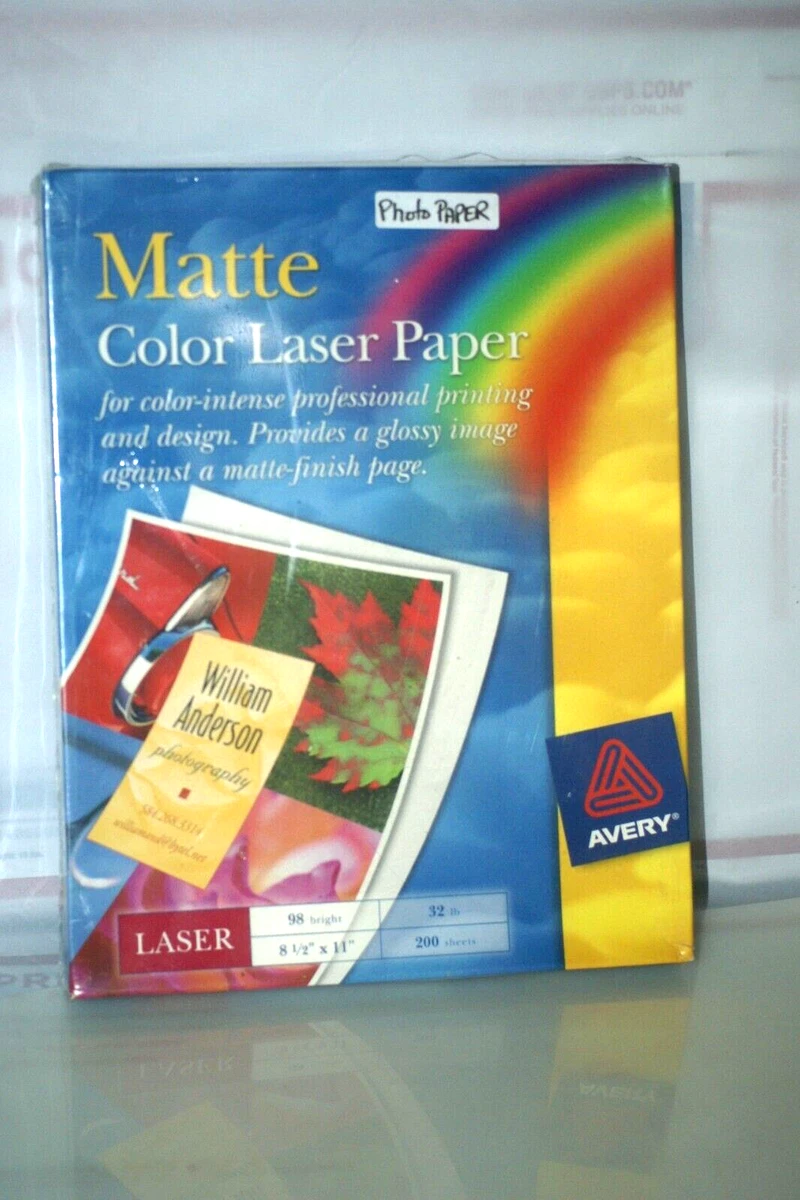 Photo PAPER
Matte
Color Laser Paper
for color-intense professional printing
and design. Provides a glossy image
against a matte-finish page.
William
Anderson
photography
AVERY®
LASER
98 bright
32 lb
8 1/2" x 11"
200 sheets